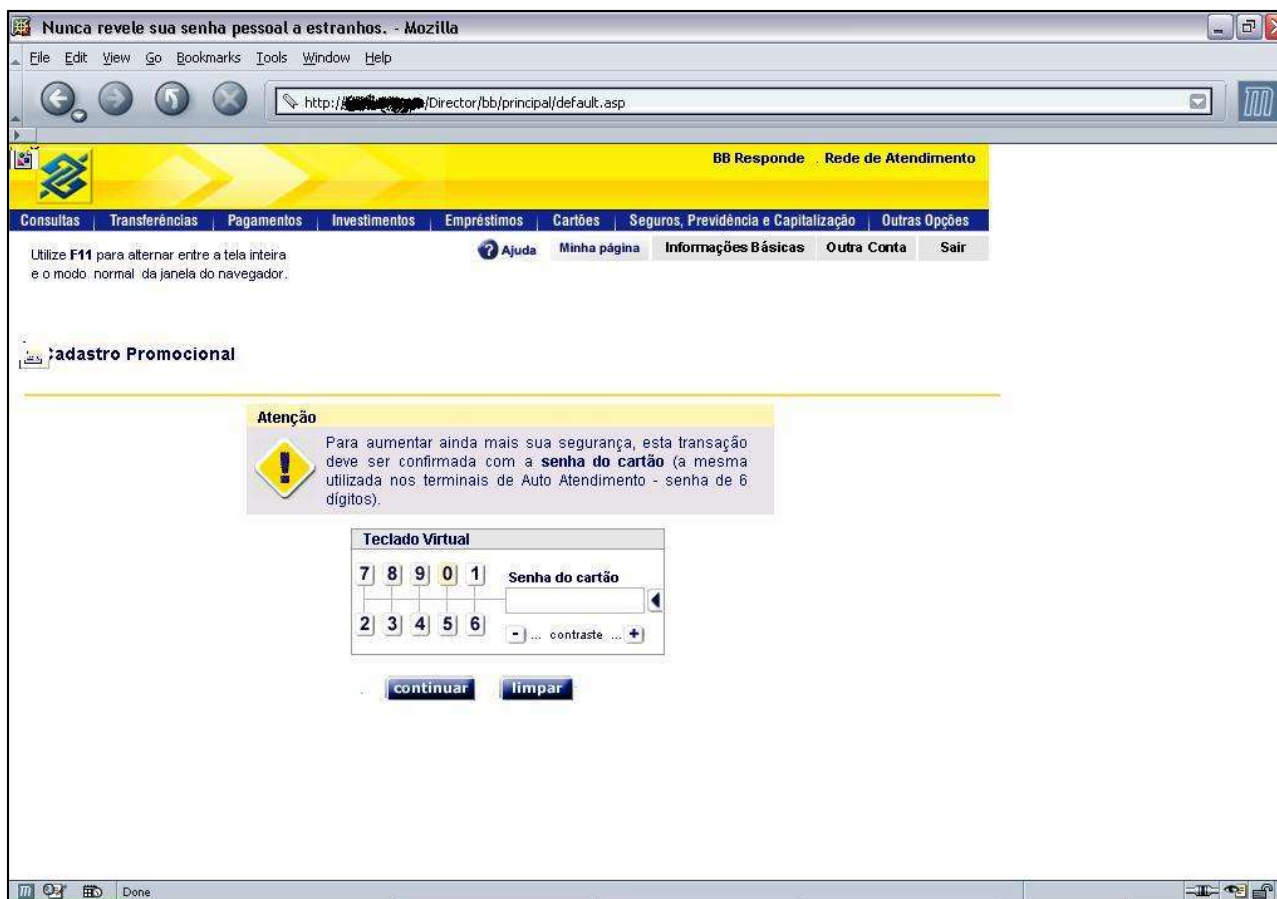 Nunca revele sua senha pessoal a estranhos. - Mozilla
File Edit View Go Bookmarks Tools Window Help
http:// /Director/bb/principal/default.asp
BB Responde . Rede de Atendimento
Consultas Transferências Pagamentos Investimentos Empréstimos Cartões Seguros, Previdência e Capitalização Outras Opções
Utilize F11 para alternar entre a tela inteira
e o modo normal da janela do navegador.
? Ajuda Minha página Informações Básicas Outra Conta Sair
adastro Promocional
Atenção
Para aumentar ainda mais sua segurança, esta transação
deve ser confirmada com a senha do cartão (a mesma
utilizada nos terminais de Auto Atendimento - senha de 6
dígitos).
Teclado Virtual
7 8 9 0 1
Senha do cartão
2 3 4 5 6
- ... contraste ... +
continuar limpar
Done